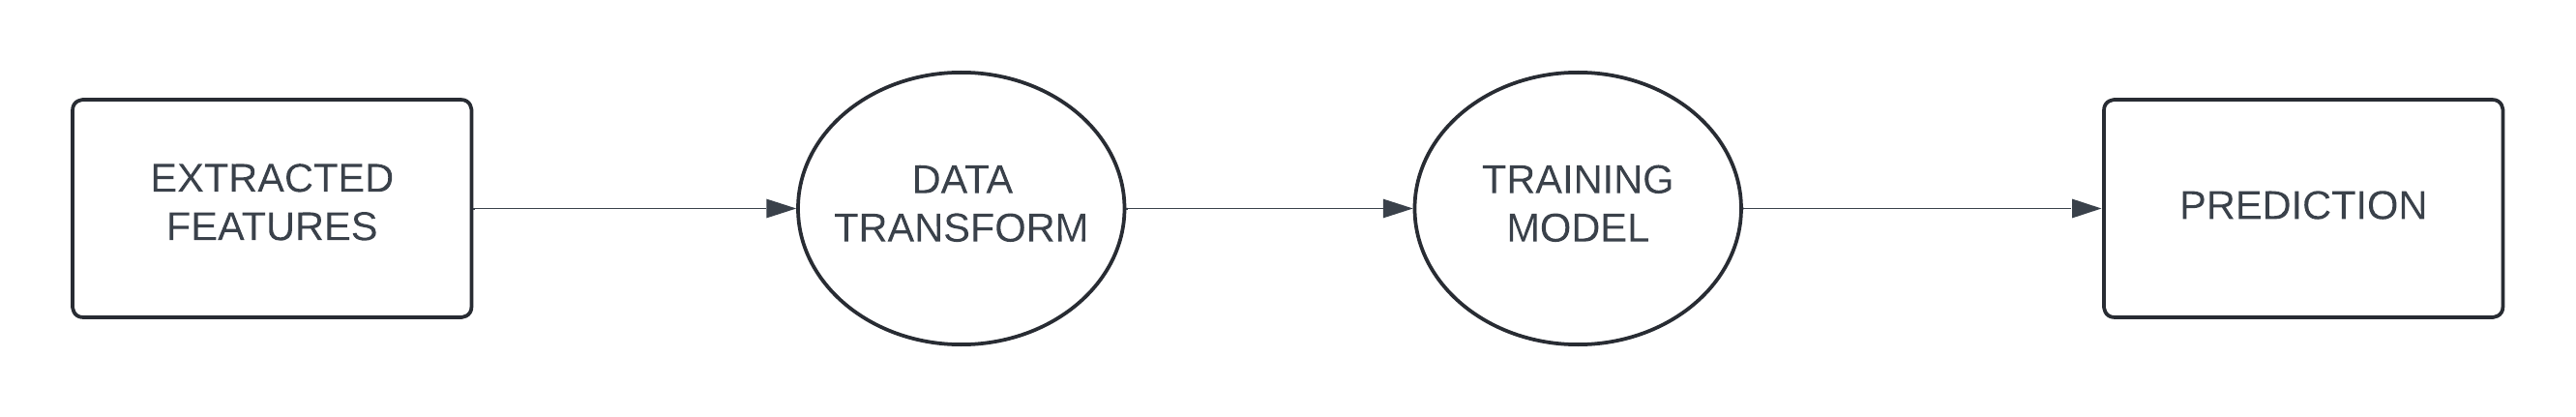 EXTRACTED
FEATURES
DATA
TRANSFORM
TRAINING
MODEL
PREDICTION